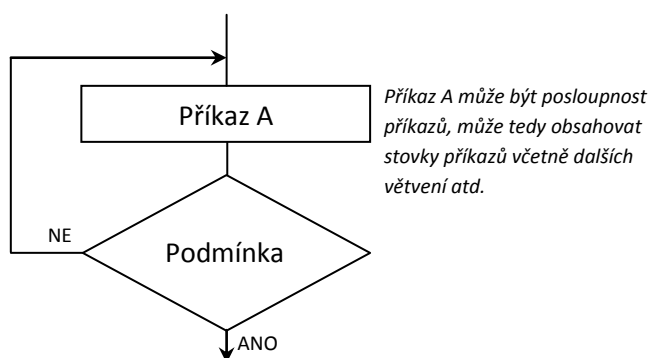 Příkaz A
Příkaz A může být posloupnost
příkazů, může tedy obsahovat
stovky příkazů včetně dalších
větvení atd.
NE
Podmínka
ANO